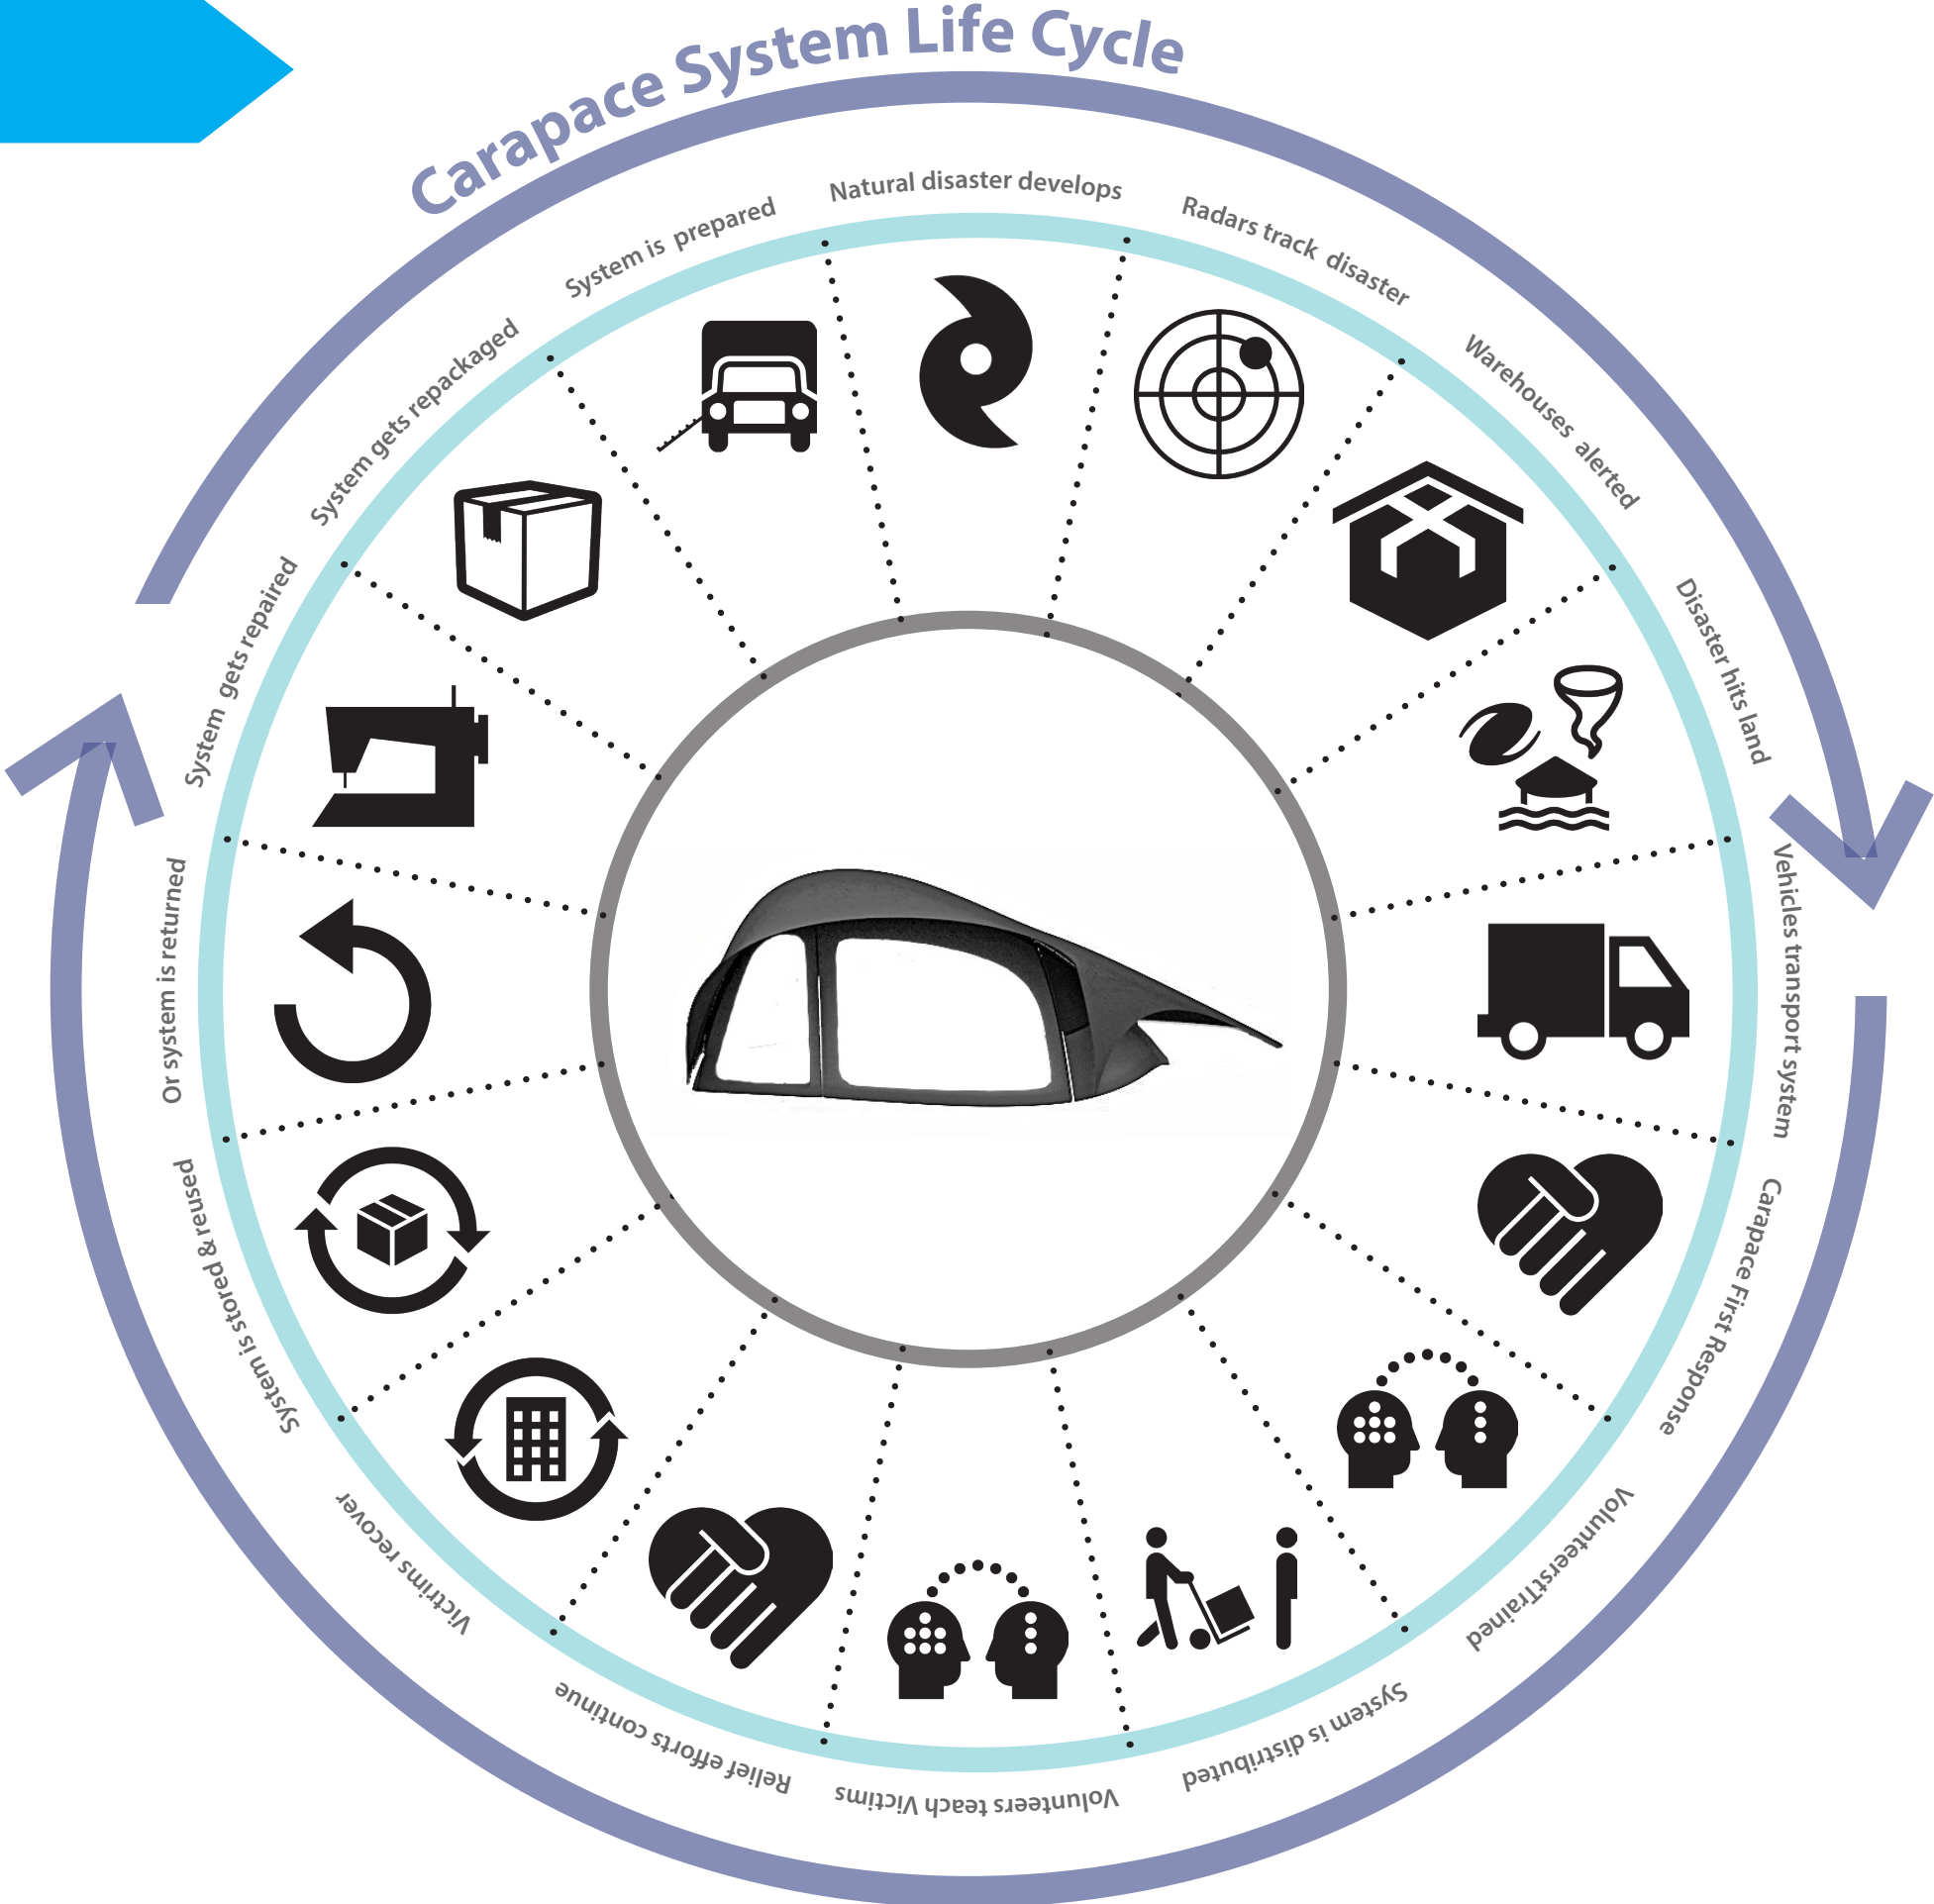 Carapace System Life Cycle
Natural disaster develops
Radars track disaster
Warehouses alerted
Disaster hits land
Vehicles transport system
Carapace First Response
VolunteerstTrained
System is distributed
Volunteers teach Victims
Relief efforts continue
Victrims recover
System is stored & reused
Or system is returned
System gets repaired
System gets repackaged
System is prepared